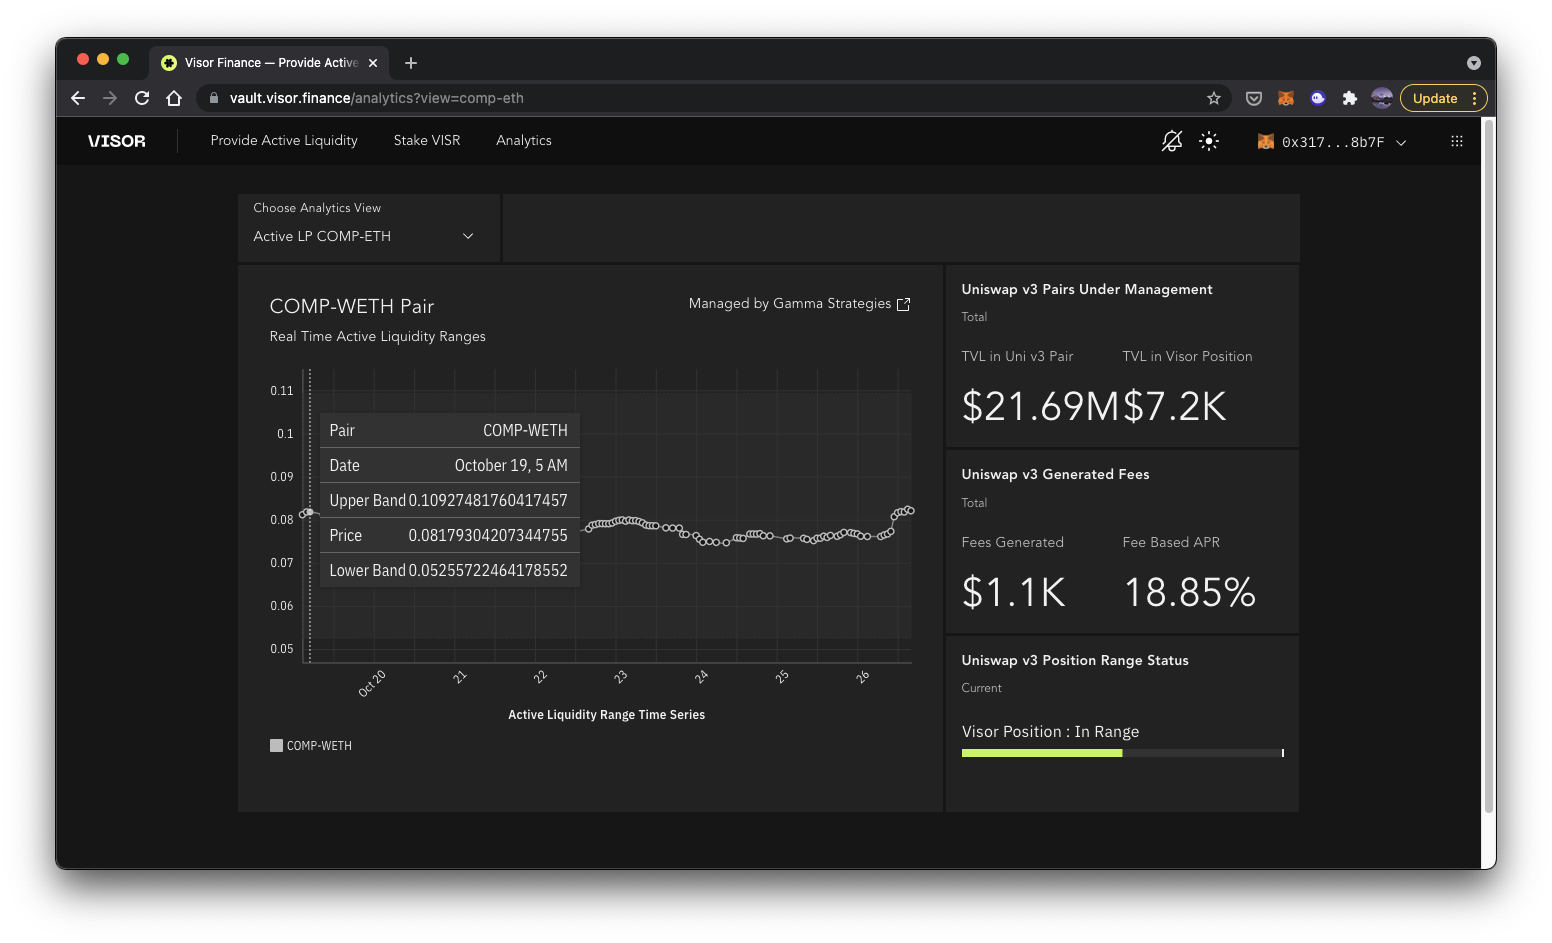 Visor Finance — Provide Active
vault.visor.finance/analytics?view=comp-eth
Update
VISOR
Provide Active Liquidity
Stake VISR
Analytics
0x317...8b7F
Choose Analytics View
Active LP COMP-ETH
COMP-WETH Pair
Managed by Gamma Strategies
Real Time Active Liquidity Ranges
0.11
0.1
0.09
0.08
0.07
0.06
0.05
Pair COMP-WETH
Date October 19, 5 AM
Upper Band 0.10927481760417457
Price 0.08179304207344755
Lower Band 0.05255722464178552
Oct 20
21
22
23
24
25
26
Active Liquidity Range Time Series
COMP-WETH
Uniswap v3 Pairs Under Management
Total
TVL in Uni v3 Pair TVL in Visor Position
$21.69M $7.2K
Uniswap v3 Generated Fees
Total
Fees Generated Fee Based APR
$1.1K 18.85%
Uniswap v3 Position Range Status
Current
Visor Position : In Range